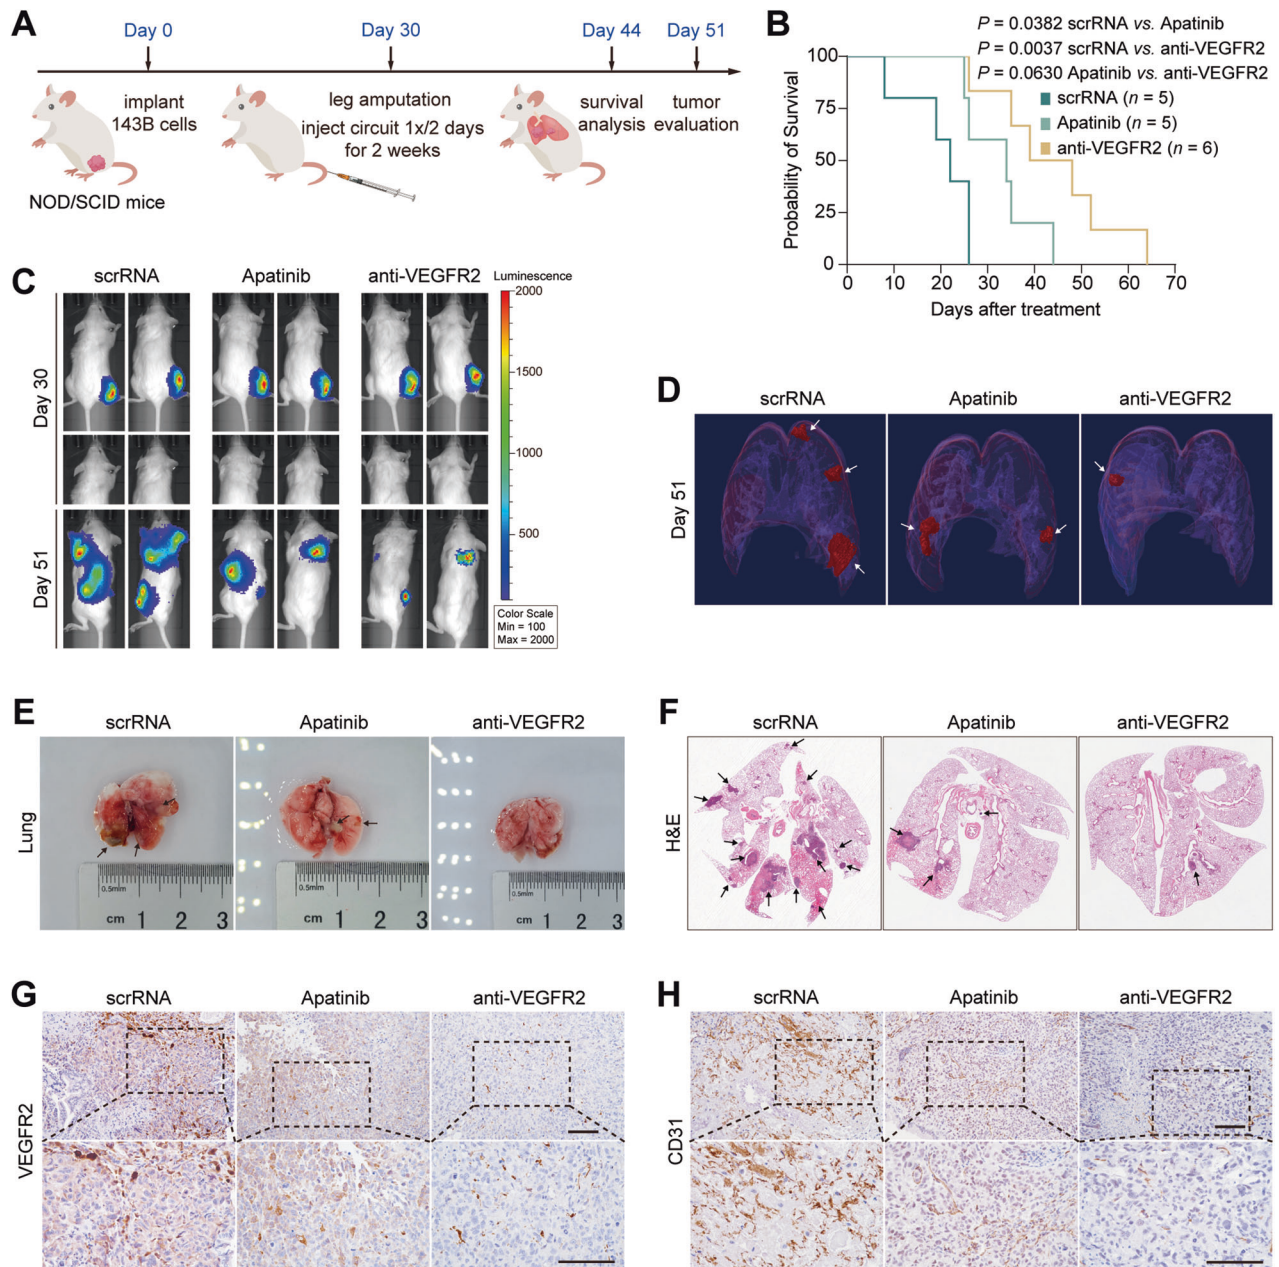 A
Day 0
Day 30
Day 44
Day 51
implant
143B cells
leg amputation
inject circuit 1x/2 days
for 2 weeks
survival
analysis
tumor
evaluation
NOD/SCID mice
B
P = 0.0382 scrRNA vs. Apatinib
P = 0.0037 scrRNA vs. anti-VEGFR2
P = 0.0630 Apatinib vs. anti-VEGFR2
scrRNA (n = 5)
Apatinib (n = 5)
anti-VEGFR2 (n = 6)
Probability of Survival
100
75
50
25
0
0 10 20 30 40 50 60 70
Days after treatment
C
scrRNA Apatinib anti-VEGFR2
Luminescence
2000
1500
1000
500
Color Scale
Min = 100
Max = 2000
Day 30
Day 51
D
scrRNA Apatinib anti-VEGFR2
Day 51
E
scrRNA Apatinib anti-VEGFR2
Lung
0.5mm
cm 1 2 3
0.5mm
cm 1 2 3
0.5mm
cm 1 2 3
F
scrRNA Apatinib anti-VEGFR2
H&E
G
scrRNA Apatinib anti-VEGFR2
VEGFR2
H
scrRNA Apatinib anti-VEGFR2
CD31